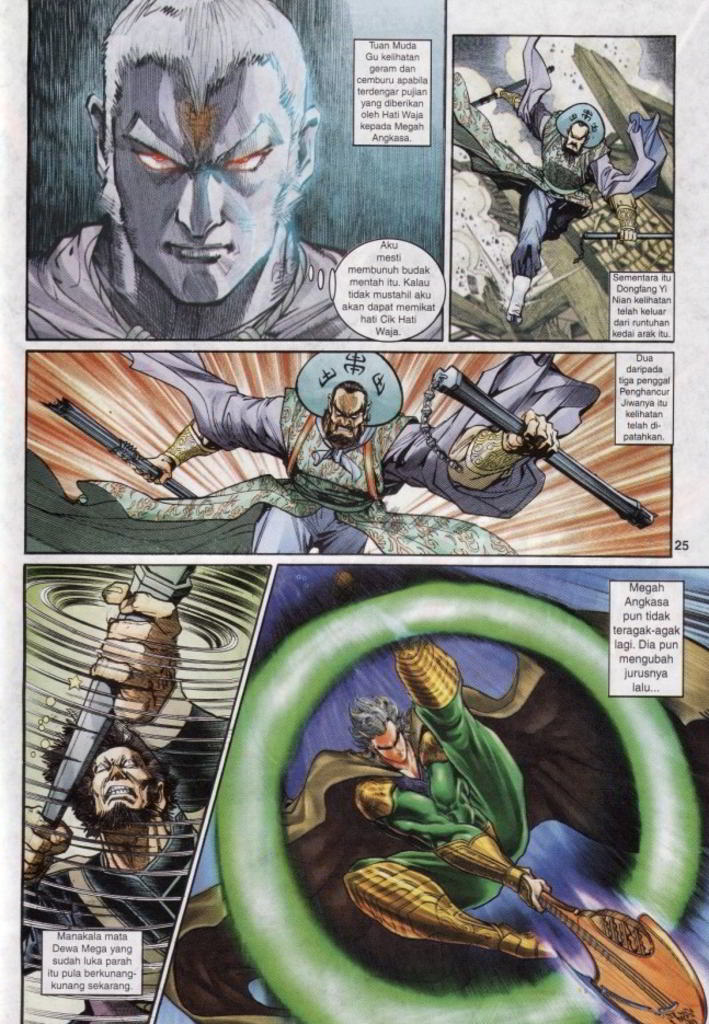 Tuan Muda
Gu kelihatan
geram dan
cemburu apabila
terdengar pujian
yang diberikan
oleh Hati Waja
kepada Megah
Angkasa.
Aku
mesti
membunuh budak
mentah itu. Kalau
tidak mustahil aku
akan dapat memikat
hati Cik Hati
Waja.
Sementara itu
Dongfang Yi
Nian kelihatan
telah keluar
dari runtuhan
kedai arak itu.
Dua
daripada
tiga penggal
Penghancur
Jiwanya itu
kelihatan
telah di-
patahkan.
25
Manakala mata
Dewa Mega yang
sudah luka parah
itu pula berkunang-
kunang sekarang.
Megah
Angkasa
pun tidak
teragak-agak
lagi. Dia pun
mengubah
jurusnya
lalu...